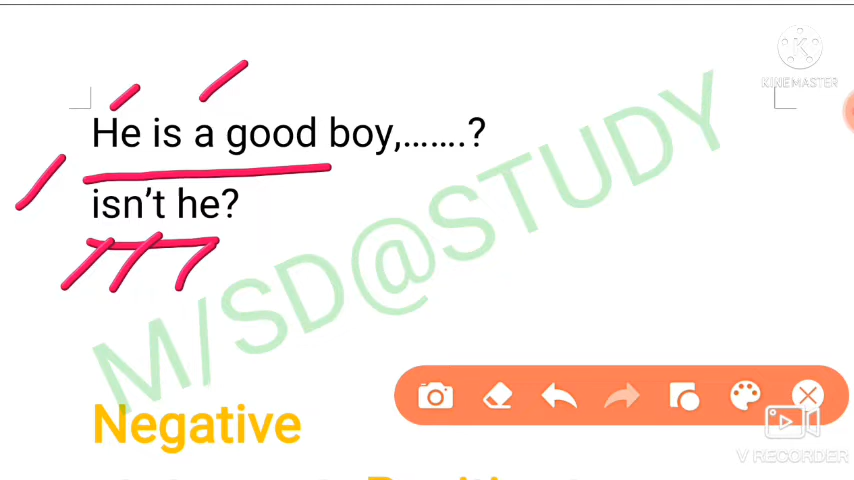 KINEMASTER
He is a good boy,.......?
isn't he?
M/SD@STUDY
Negative
V RECORDER